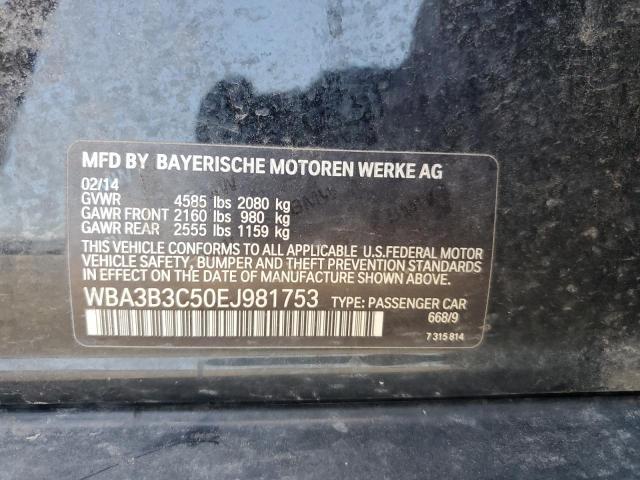 MFD BY BAYERISCHE MOTOREN WERKE AG
02/14
GVWR 4585 lbs 2080 kg
GAWR FRONT 2160 lbs 980 kg
GAWR REAR 2555 lbs 1159 kg
THIS VEHICLE CONFORMS TO ALL APPLICABLE U.S.FEDERAL MOTOR
VEHICLE SAFETY, BUMPER AND THEFT PREVENTION STANDARDS
IN EFFECT ON THE DATE OF MANUFACTURE SHOWN ABOVE.
WBA3B3C50EJ981753 TYPE: PASSENGER CAR
668/9
7 315 814